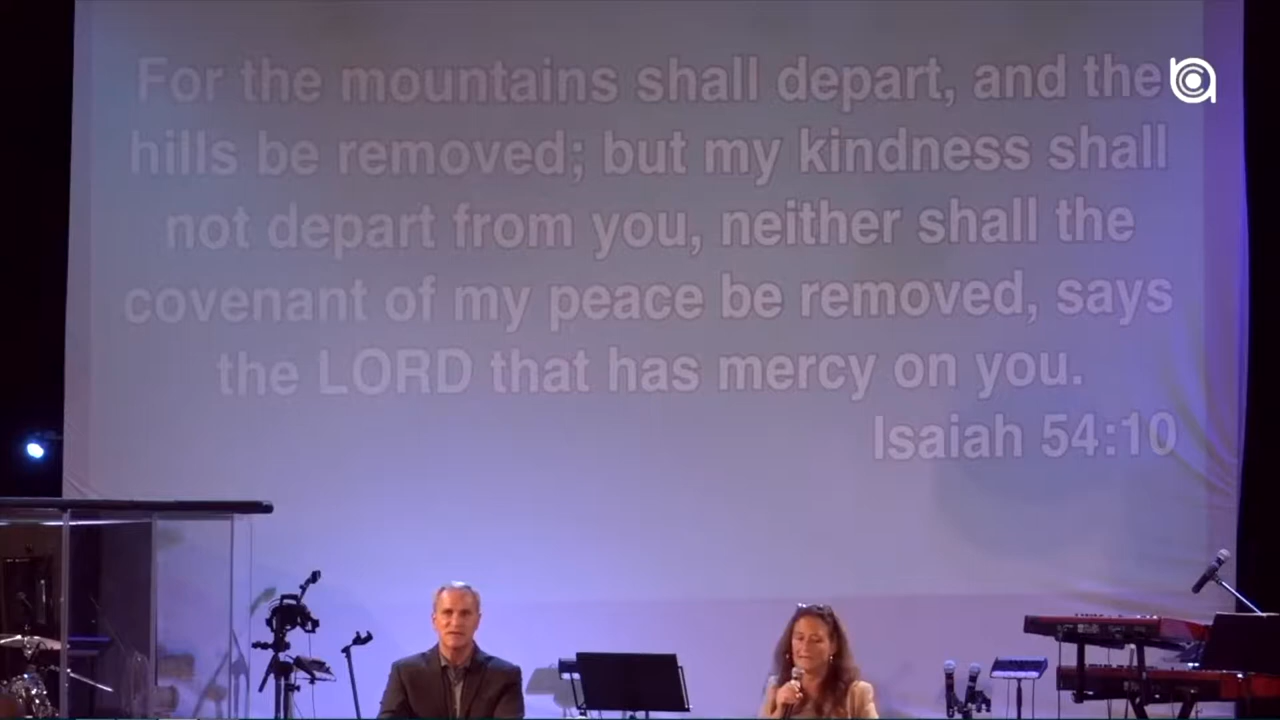 For the mountains shall depart, and the
hills be removed; but my kindness shall
not depart from you, neither shall the
covenant of my peace be removed, says
the LORD that has mercy on you.
Isaiah 54:10